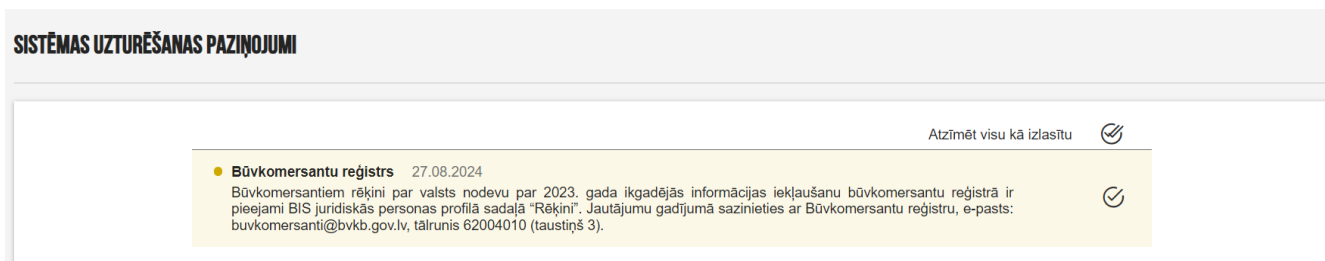 SISTĒMAS UZTURĒŠANAS PAZIŅOJUMI
Atzīmēt visu kā izlasītu
Būvkomersantu reģistrs 27.08.2024
Būvkomersantiem rēķini par valsts nodevu par 2023. gada ikgadējās informācijas iekļaušanu būvkomersantu reģistrā ir
pieejami BIS juridiskās personas profilā sadaļā “Rēķini”. Jautājumu gadījumā sazinieties ar Būvkomersantu reģistru, e-pasts:
buvkomersanti@bvkb.gov.lv, tālrunis 62004010 (taustiņš 3).